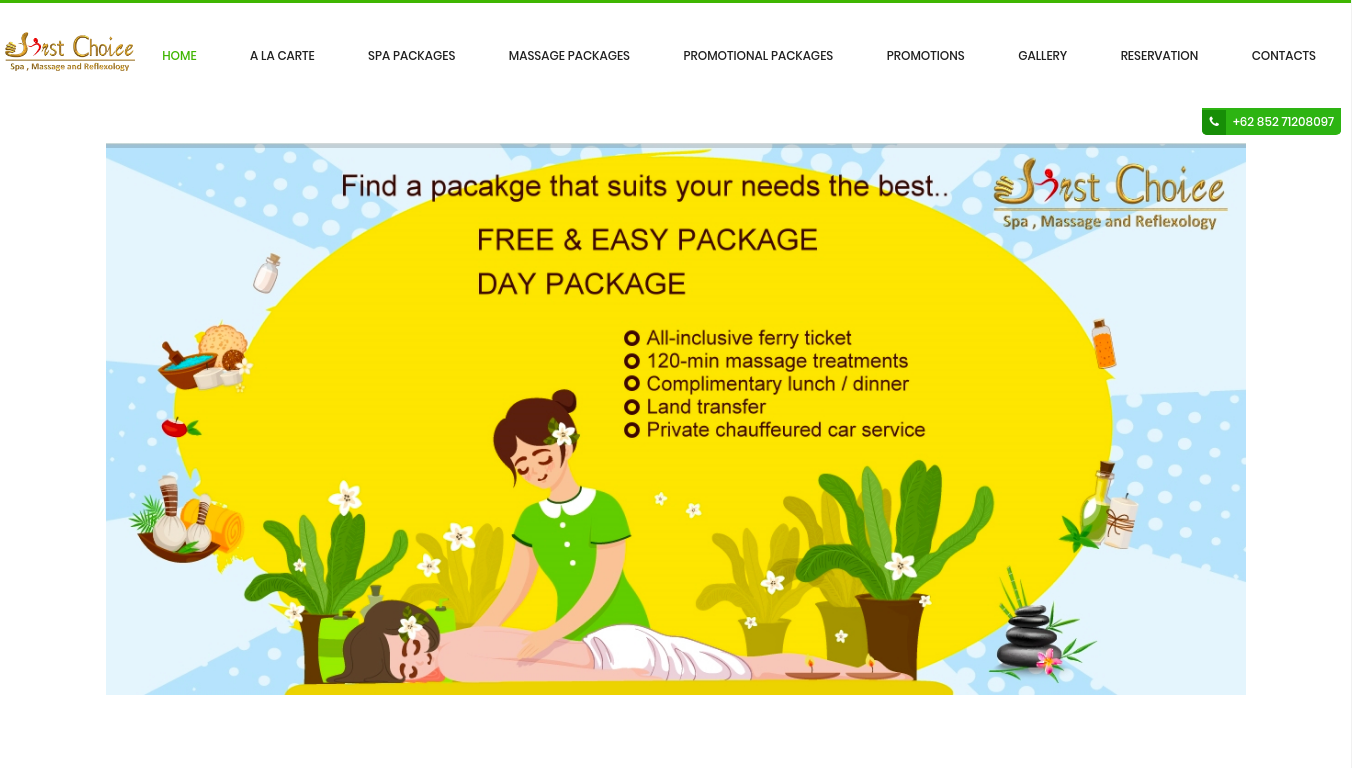 First Choice
Spa , Massage and Reflexology
HOME
A LA CARTE
SPA PACKAGES
MASSAGE PACKAGES
PROMOTIONAL PACKAGES
PROMOTIONS
GALLERY
RESERVATION
CONTACTS
+62 852 71208097
Find a pacakge that suits your needs the best..
First Choice
Spa , Massage and Reflexology
FREE & EASY PACKAGE
DAY PACKAGE
All-inclusive ferry ticket
120-min massage treatments
Complimentary lunch / dinner
Land transfer
Private chauffeured car service